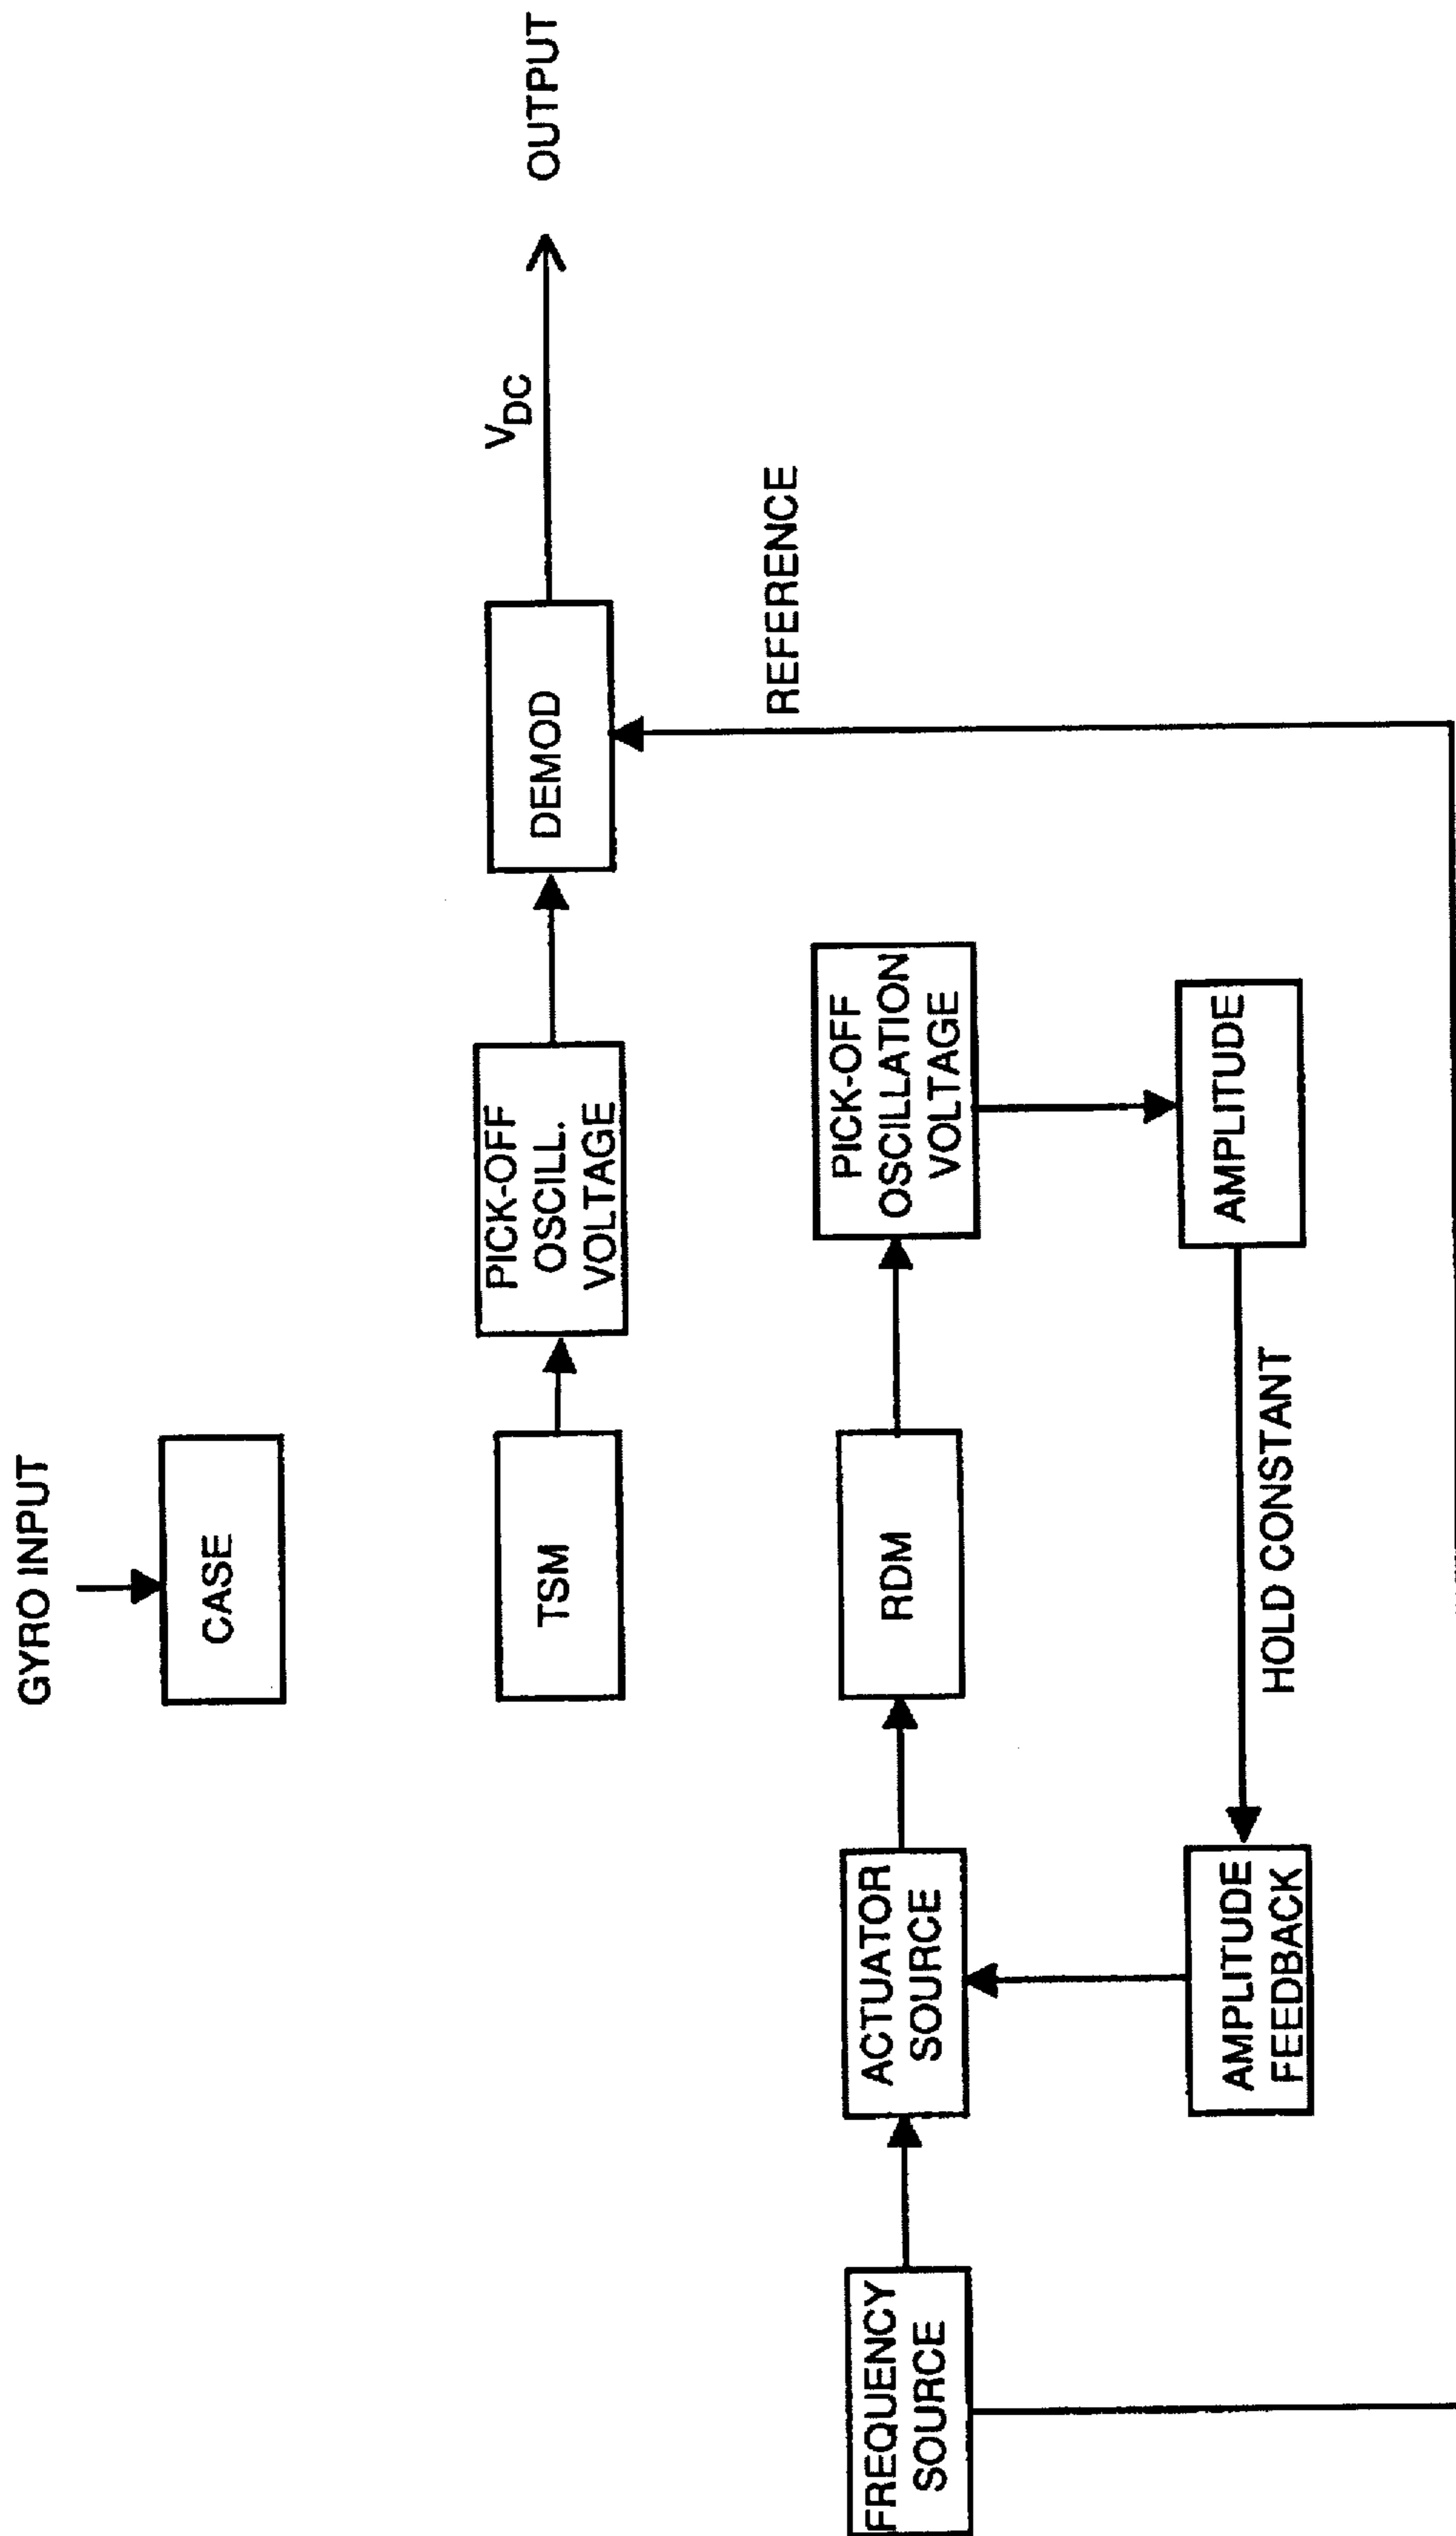 GYRO INPUT
CASE
TSM
PICK-OFF
OSCILL.
VOLTAGE
DEMOD
V_DC
OUTPUT
REFERENCE
FREQUENCY
SOURCE
ACTUATOR
SOURCE
RDM
PICK-OFF
OSCILLATION
VOLTAGE
AMPLITUDE
FEEDBACK
HOLD CONSTANT
AMPLITUDE